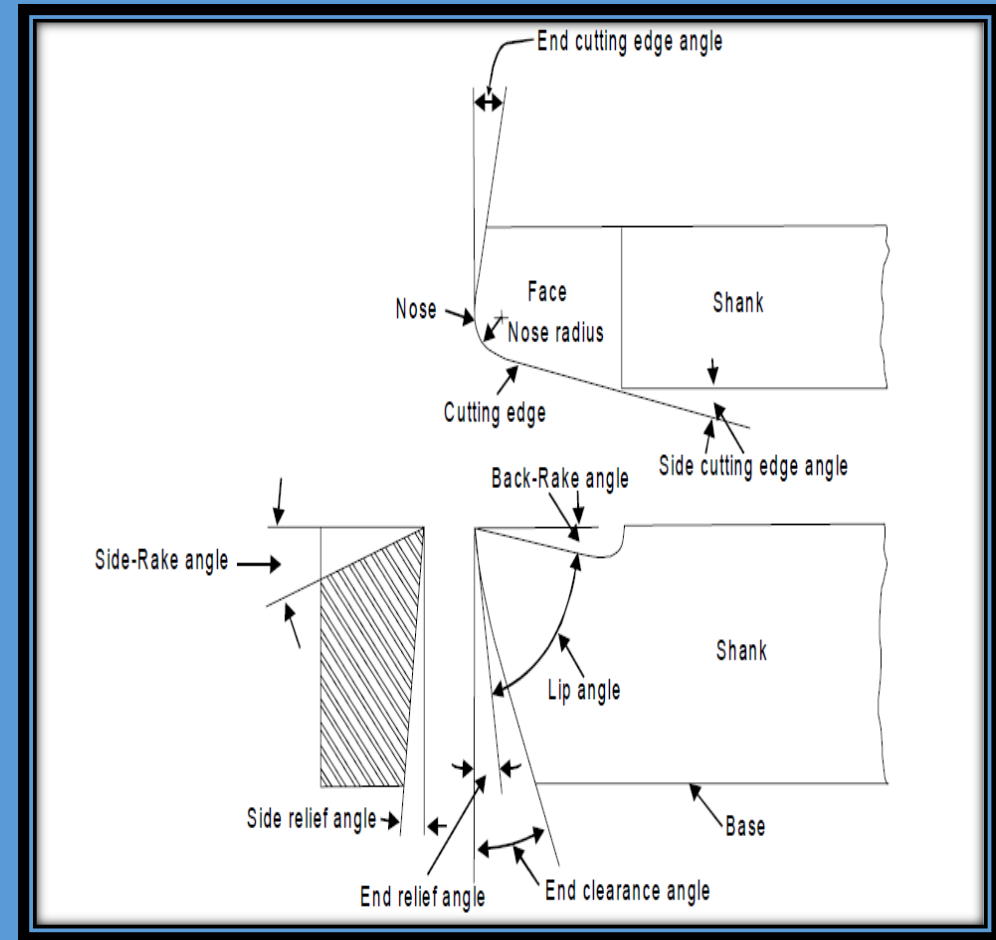 End cutting edge angle
Face
Shank
Nose
Nose radius
Cutting edge
Side cutting edge angle
Back-Rake angle
Side-Rake angle
Shank
Lip angle
Side relief angle
Base
End relief angle
End clearance angle